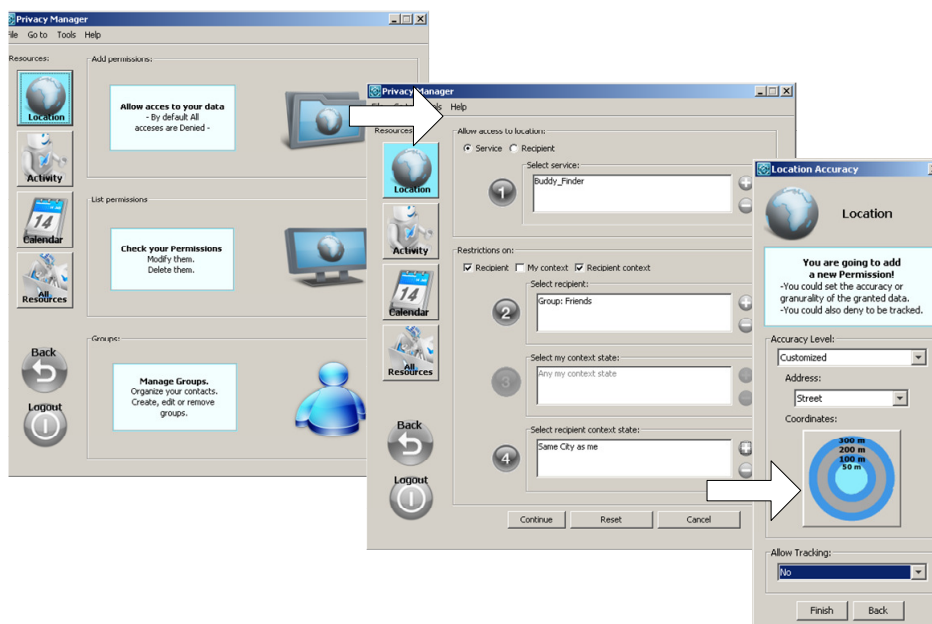 Privacy Manager
File Go to Tools Help
Resources:
Location
Activity
14
Calendar
All
Resources
Back
Logout
Add permissions:
Allow acces to your data
- By default All
acceses are Denied -
List permissions
Check your Permissions
Modify them.
Delete them.
Groups:
Manage Groups.
Organize your contacts.
Create, edit or remove
groups.
Privacy Manager
Help
Resources
Location
Activity
14
Calendar
All
Resources
Back
Logout
Allow access to location:
Service Recipient
Select service:
1
Buddy_Finder
Restrictions on:
Recipient My context Recipient context
Select recipient:
2
Group: Friends
Select my context state:
3
Any my context state
Select recipient context state:
4
Same City as me
Continue Reset Cancel
Location Accuracy
Location
You are going to add
a new Permission!
-You could set the accuracy or
granurality of the granted data.
-You could also deny to be tracked.
Accuracy Level:
Customized
Address:
Street
Coordinates:
300 m
200 m
100 m
50 m
Allow Tracking:
No
Finish Back